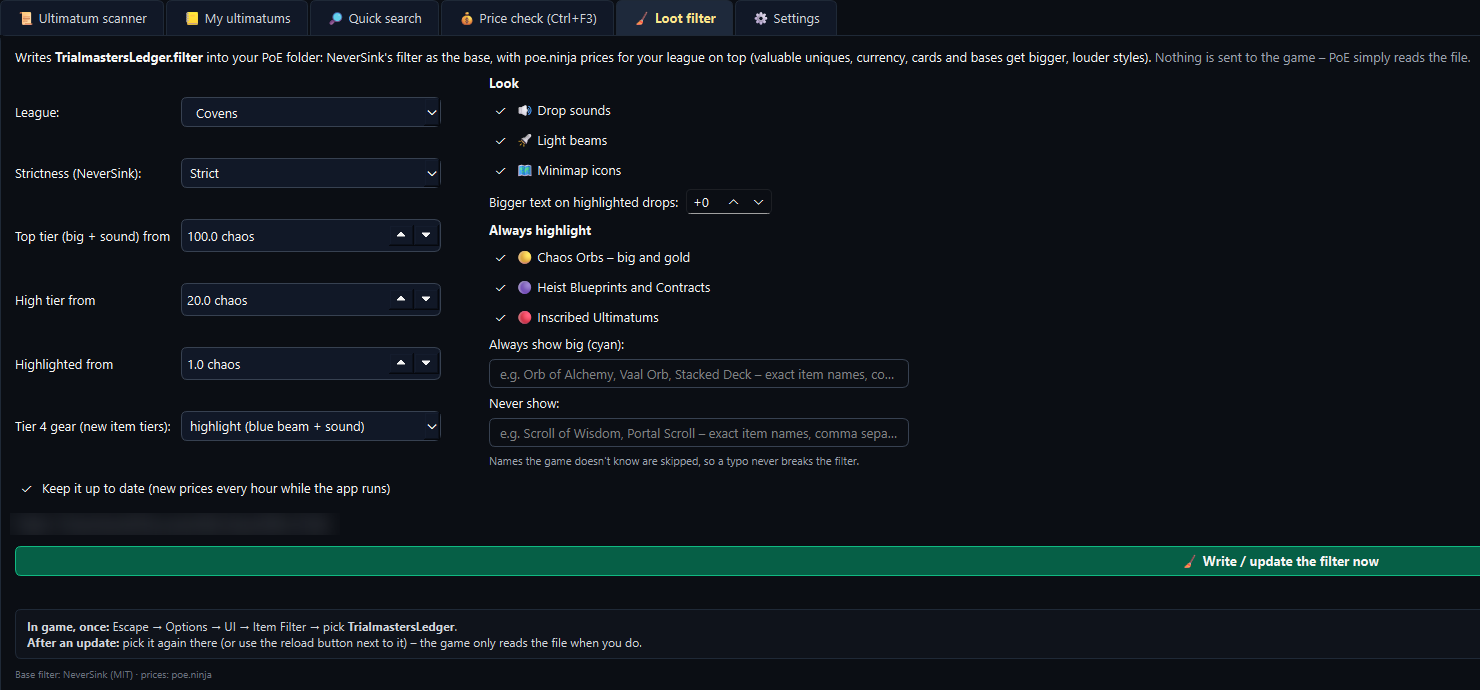 Ultimatum scanner
My ultimatums
Quick search
Price check (Ctrl+F3)
Loot filter
Settings
Writes TrialmastersLedger.filter into your PoE folder: NeverSink's filter as the base, with poe.ninja prices for your league on top (valuable uniques, currency, cards and bases get bigger, louder styles). Nothing is sent to the game – PoE simply reads the file.
League:
Covens
Strictness (NeverSink):
Strict
Top tier (big + sound) from
100.0 chaos
High tier from
20.0 chaos
Highlighted from
1.0 chaos
Tier 4 gear (new item tiers):
highlight (blue beam + sound)
Keep it up to date (new prices every hour while the app runs)
Look
Drop sounds
Light beams
Minimap icons
Bigger text on highlighted drops:
+0
Always highlight
Chaos Orbs – big and gold
Heist Blueprints and Contracts
Inscribed Ultimatums
Always show big (cyan):
e.g. Orb of Alchemy, Vaal Orb, Stacked Deck – exact item names, co...
Never show:
e.g. Scroll of Wisdom, Portal Scroll – exact item names, comma sepa...
Names the game doesn't know are skipped, so a typo never breaks the filter.
Write / update the filter now
In game, once: Escape → Options → UI → Item Filter → pick TrialmastersLedger.
After an update: pick it again there (or use the reload button next to it) – the game only reads the file when you do.
Base filter: NeverSink (MIT) · prices: poe.ninja